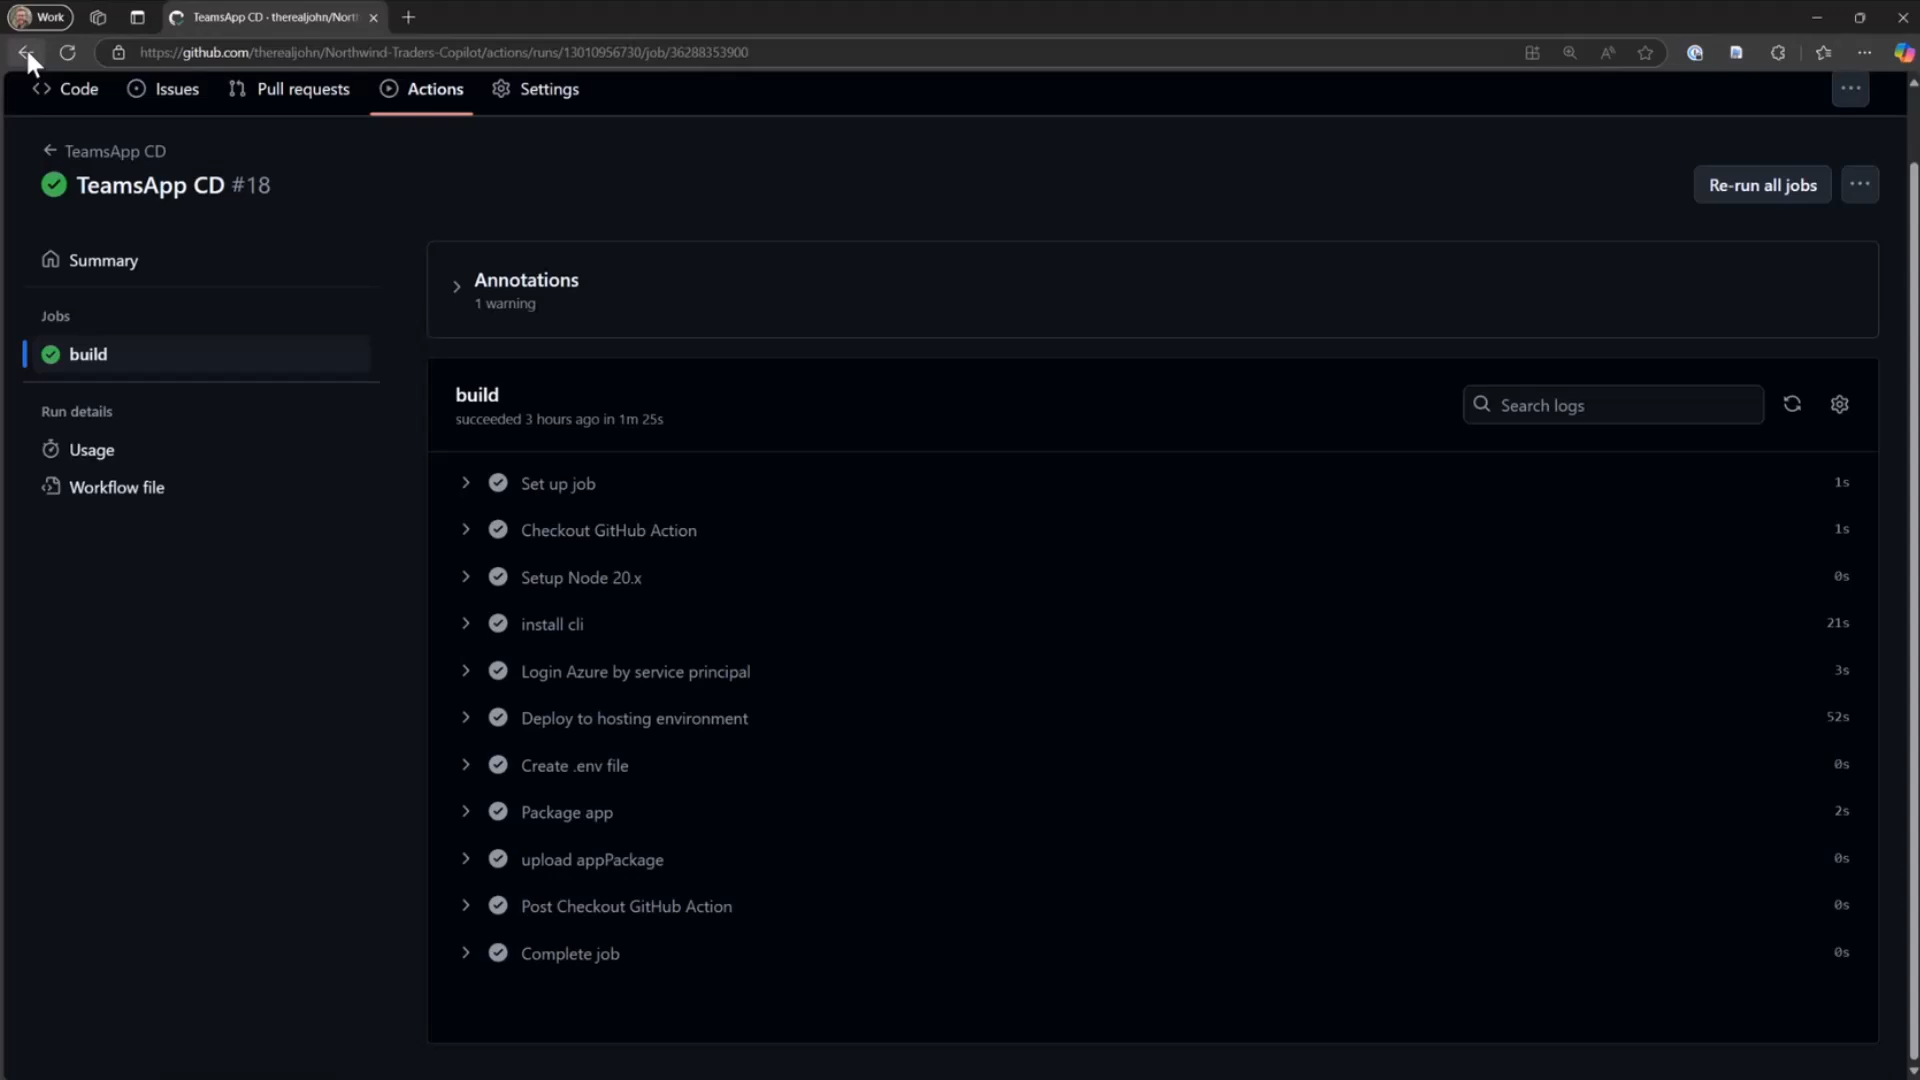 Work
TeamsApp CD · therealjohn/Nort
https://github.com/therealjohn/Northwind-Traders-Copilot/actions/runs/13010956730/job/36288353900
Code
Issues
Pull requests
Actions
Settings
TeamsApp CD
TeamsApp CD #18
Re-run all jobs
Summary
Jobs
build
Run details
Usage
Workflow file
Annotations
1 warning
build
succeeded 3 hours ago in 1m 25s
Search logs
Set up job 1s
Checkout GitHub Action 1s
Setup Node 20.x 0s
install cli 21s
Login Azure by service principal 3s
Deploy to hosting environment 52s
Create .env file 0s
Package app 2s
upload appPackage 0s
Post Checkout GitHub Action 0s
Complete job 0s